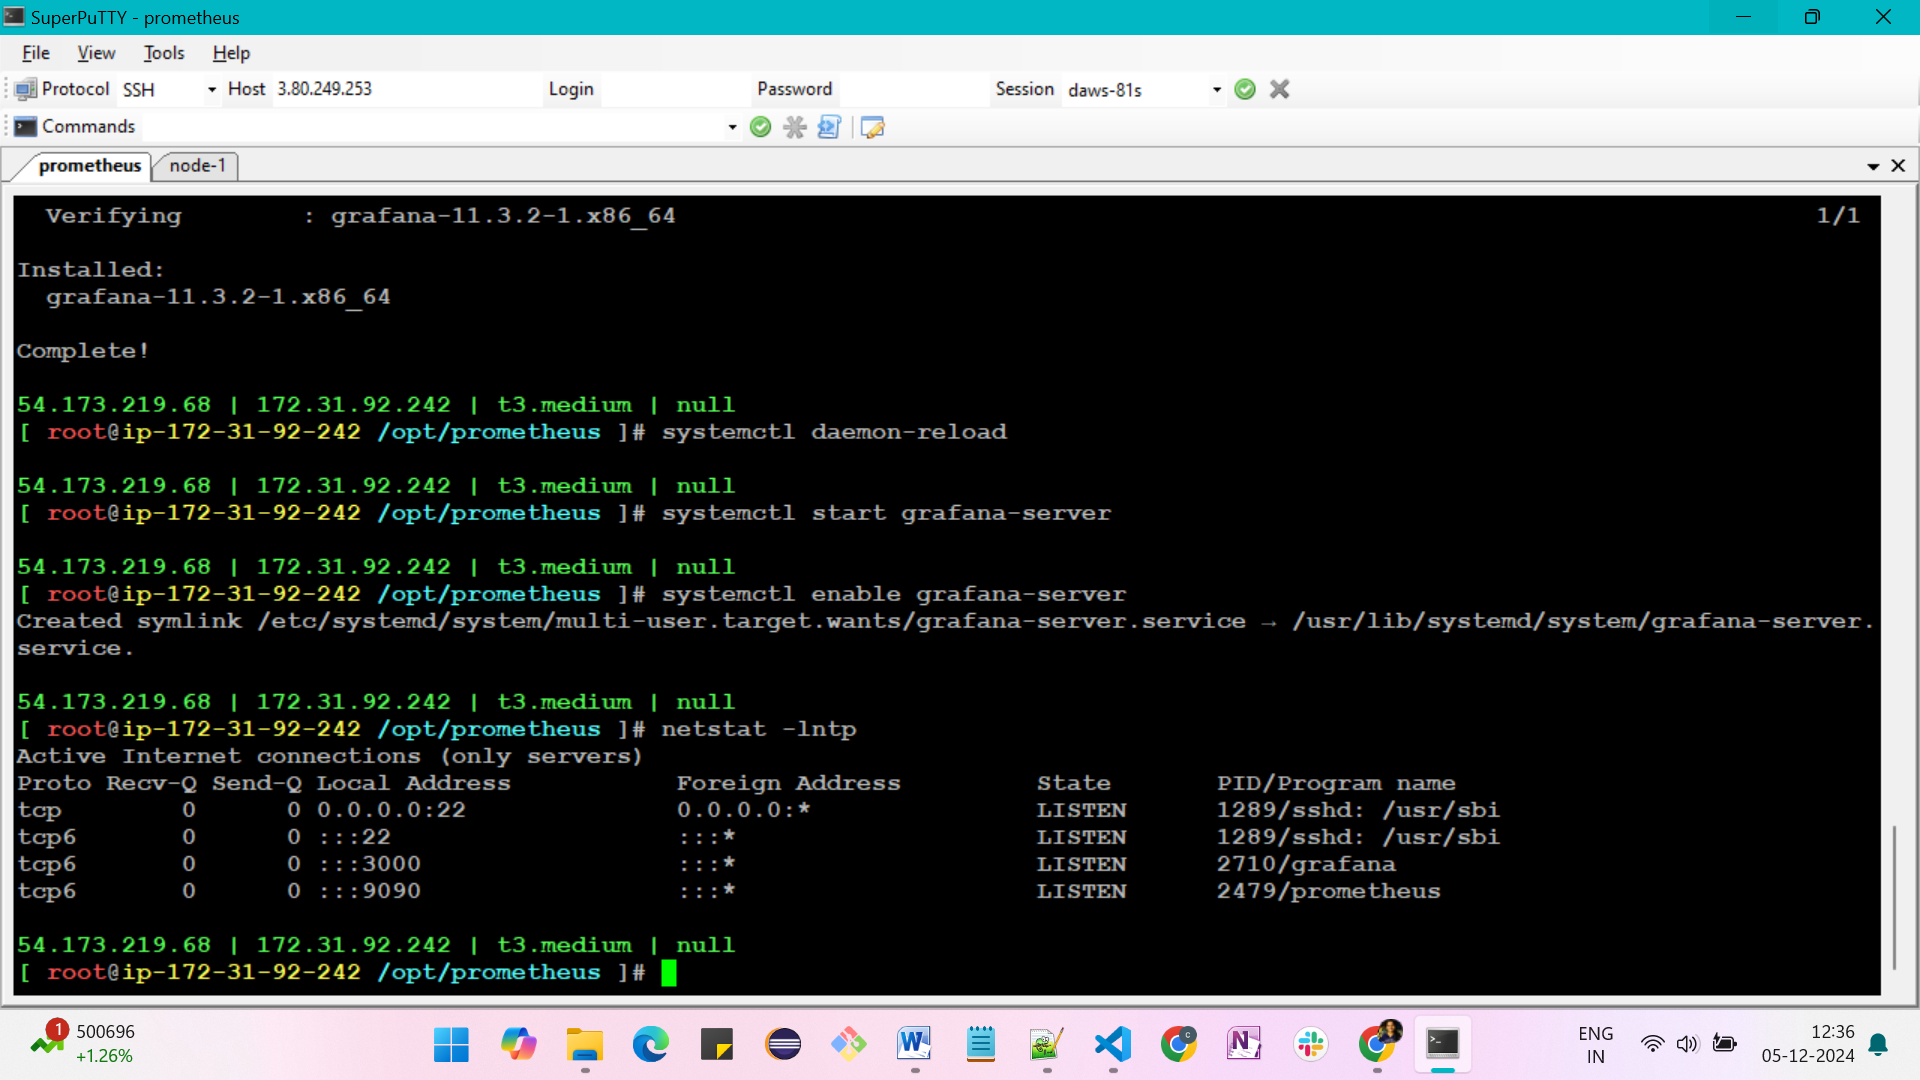 SuperPuTTY - prometheus
File View Tools Help
Protocol SSH Host 3.80.249.253 Login Password Session daws-81s
Commands
prometheus node-1
Verifying : grafana-11.3.2-1.x86_64 1/1
Installed:
grafana-11.3.2-1.x86_64
Complete!
54.173.219.68 | 172.31.92.242 | t3.medium | null
[ root@ip-172-31-92-242 /opt/prometheus ]# systemctl daemon-reload
54.173.219.68 | 172.31.92.242 | t3.medium | null
[ root@ip-172-31-92-242 /opt/prometheus ]# systemctl start grafana-server
54.173.219.68 | 172.31.92.242 | t3.medium | null
[ root@ip-172-31-92-242 /opt/prometheus ]# systemctl enable grafana-server
Created symlink /etc/systemd/system/multi-user.target.wants/grafana-server.service → /usr/lib/systemd/system/grafana-server.
service.
54.173.219.68 | 172.31.92.242 | t3.medium | null
[ root@ip-172-31-92-242 /opt/prometheus ]# netstat -lntp
Active Internet connections (only servers)
Proto Recv-Q Send-Q Local Address Foreign Address State PID/Program name
tcp 0 0 0.0.0.0:22 0.0.0.0:* LISTEN 1289/sshd: /usr/sbi
tcp6 0 0 :::22 :::* LISTEN 1289/sshd: /usr/sbi
tcp6 0 0 :::3000 :::* LISTEN 2710/grafana
tcp6 0 0 :::9090 :::* LISTEN 2479/prometheus
54.173.219.68 | 172.31.92.242 | t3.medium | null
[ root@ip-172-31-92-242 /opt/prometheus ]#
1 500696
+1.26%
ENG
IN
12:36
05-12-2024